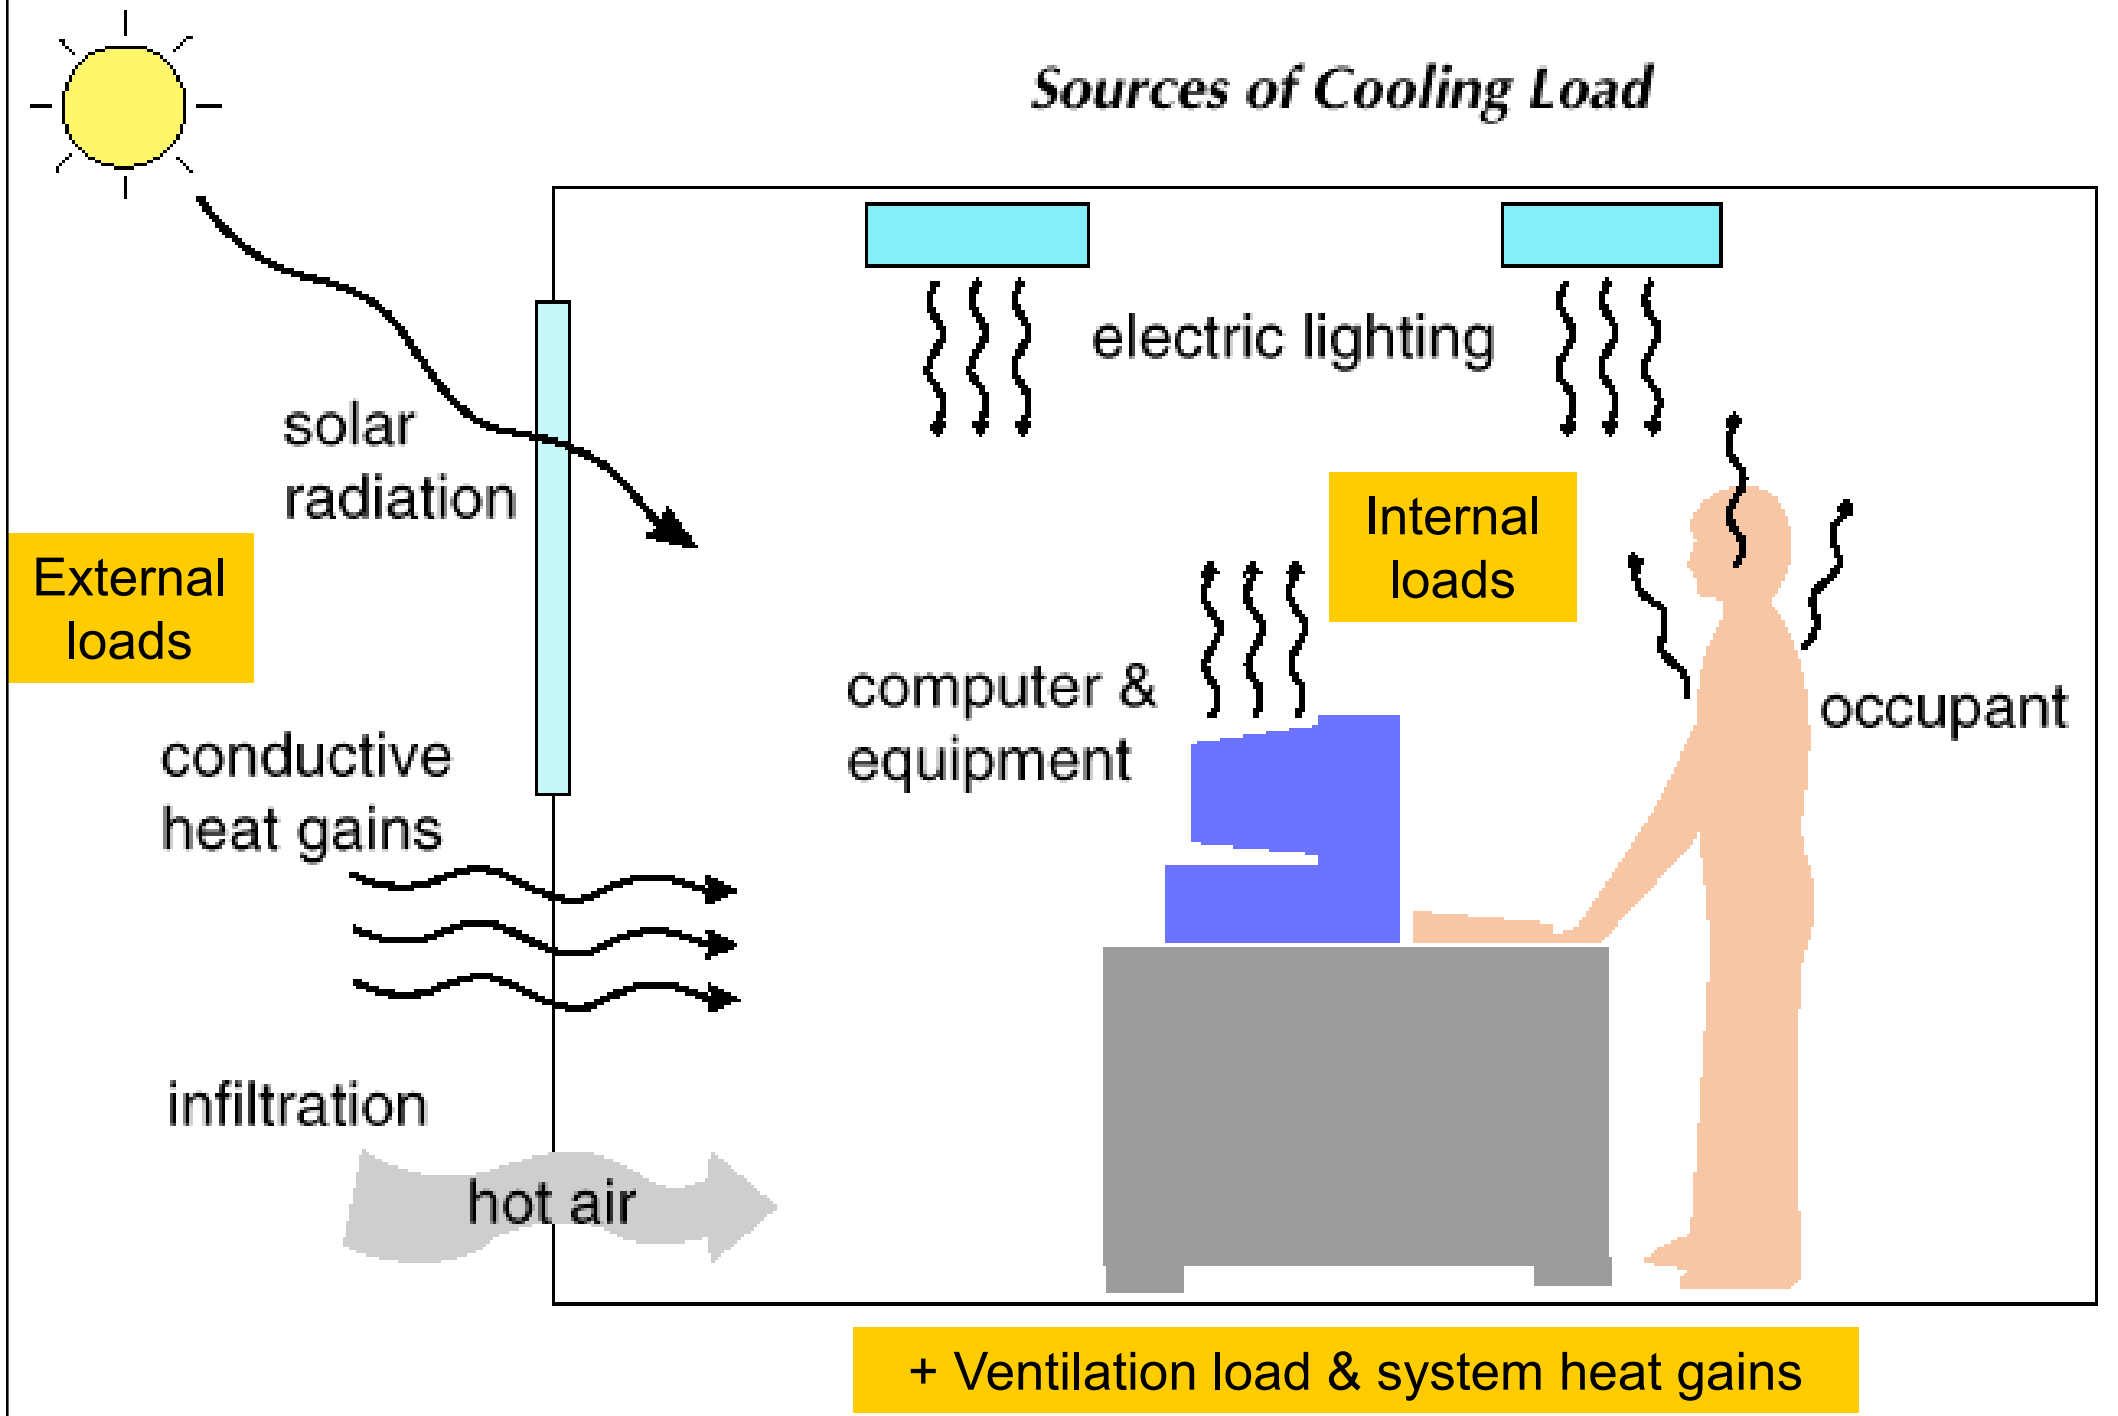 Sources of Cooling Load
electric lighting
solar
radiation
Internal
loads
External
loads
computer &
equipment
occupant
conductive
heat gains
infiltration
hot air
+ Ventilation load & system heat gains